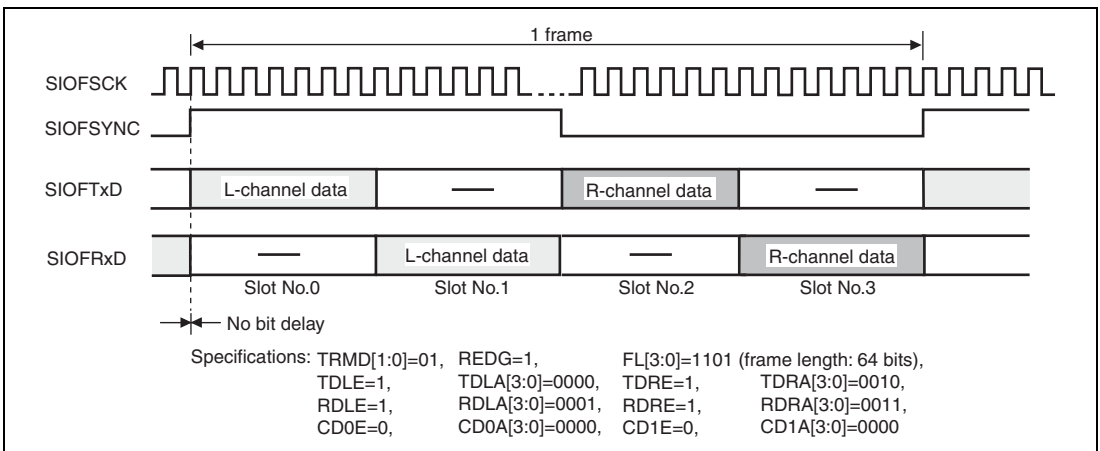 1 frame
SIOFSCK
SIOFSYNC
SIOFTxD L-channel data — R-channel data —
SIOFRxD — L-channel data — R-channel data
Slot No.0 Slot No.1 Slot No.2 Slot No.3
No bit delay
Specifications: TRMD[1:0]=01, REDG=1, FL[3:0]=1101 (frame length: 64 bits),
TDLE=1, TDLA[3:0]=0000, TDRE=1, TDRA[3:0]=0010,
RDLE=1, RDLA[3:0]=0001, RDRE=1, RDRA[3:0]=0011,
CD0E=0, CD0A[3:0]=0000, CD1E=0, CD1A[3:0]=0000